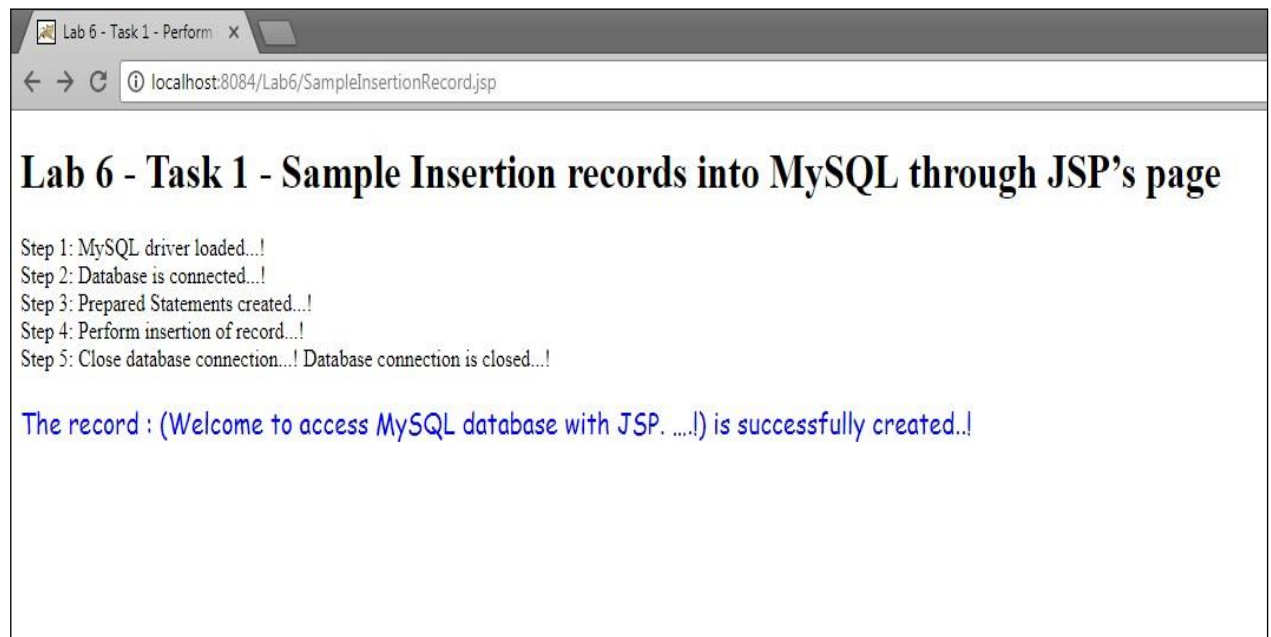 Lab 6 - Task 1 - Perform
localhost:8084/Lab6/SampleInsertionRecord.jsp
Lab 6 - Task 1 - Sample Insertion records into MySQL through JSP’s page
Step 1: MySQL driver loaded...!
Step 2: Database is connected...!
Step 3: Prepared Statements created...!
Step 4: Perform insertion of record...!
Step 5: Close database connection...! Database connection is closed...!
The record : (Welcome to access MySQL database with JSP. ....!) is successfully created..!